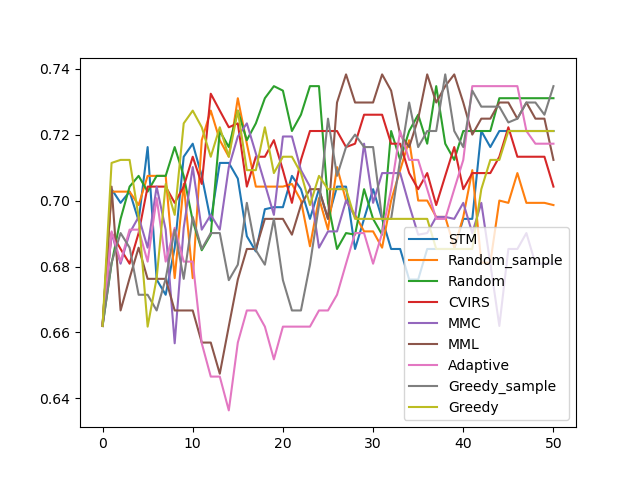 0.74
0.72
0.70
0.68
0.66
0.64
0
10
20
30
40
50
STM
Random_sample
Random
CVIRS
MMC
MML
Adaptive
Greedy_sample
Greedy